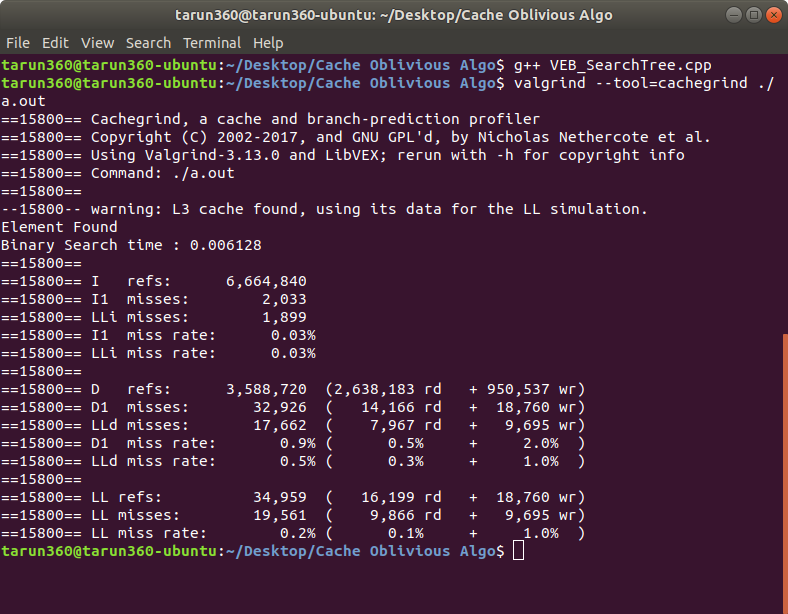 tarun360@tarun360-ubuntu: ~/Desktop/Cache Oblivious Algo
File Edit View Search Terminal Help
tarun360@tarun360-ubuntu:~/Desktop/Cache Oblivious Algo$ g++ VEB_SearchTree.cpp
tarun360@tarun360-ubuntu:~/Desktop/Cache Oblivious Algo$ valgrind --tool=cachegrind ./
a.out
==15800== Cachegrind, a cache and branch-prediction profiler
==15800== Copyright (C) 2002-2017, and GNU GPL'd, by Nicholas Nethercote et al.
==15800== Using Valgrind-3.13.0 and LibVEX; rerun with -h for copyright info
==15800== Command: ./a.out
==15800==
--15800-- warning: L3 cache found, using its data for the LL simulation.
Element Found
Binary Search time : 0.006128
==15800==
==15800== I   refs:      6,664,840
==15800== I1  misses:        2,033
==15800== LLi misses:        1,899
==15800== I1  miss rate:      0.03%
==15800== LLi miss rate:      0.03%
==15800==
==15800== D   refs:      3,588,720  (2,638,183 rd   + 950,537 wr)
==15800== D1  misses:       32,926  (   14,166 rd   +  18,760 wr)
==15800== LLd misses:       17,662  (    7,967 rd   +   9,695 wr)
==15800== D1  miss rate:       0.9% (      0.5%     +     2.0%  )
==15800== LLd miss rate:       0.5% (      0.3%     +     1.0%  )
==15800==
==15800== LL refs:          34,959  (   16,199 rd   +  18,760 wr)
==15800== LL misses:        19,561  (    9,866 rd   +   9,695 wr)
==15800== LL miss rate:        0.2% (      0.1%     +     1.0%  )
tarun360@tarun360-ubuntu:~/Desktop/Cache Oblivious Algo$